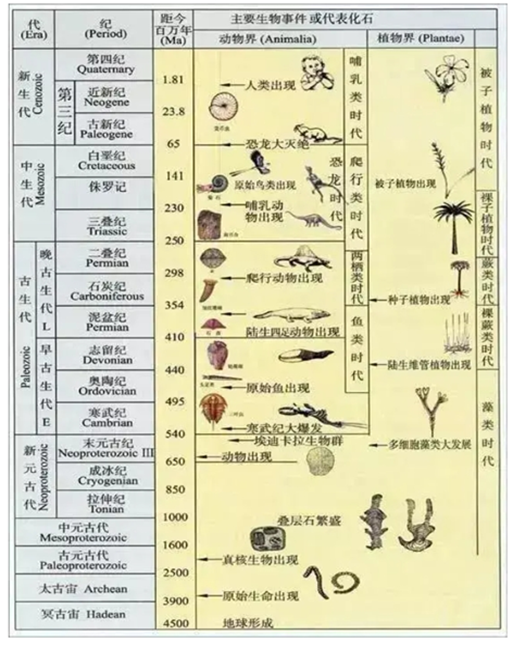 代 (Era)
纪 (Period)
距今 百万年 (Ma)
主要生物事件或代表化石
动物界 (Animalia)
植物界 (Plantae)
新生代 Cenozoic
第四纪 Quaternary
第三纪
近新纪 Neogene
古新纪 Paleogene
中生代 Mesozoic
白垩纪 Cretaceous
侏罗记
三叠纪 Triassic
古生代 Paleozoic
晚古生代 L
二叠纪 Permian
石炭纪 Carboniferous
泥盆纪 Permian
早古生代 E
志留纪 Devonian
奥陶纪 Ordovician
寒武纪 Cambrian
新元古代 Neoproterozoic
末元古纪 Neoproterozoic III
成冰纪 Cryogenian
拉伸纪 Tonian
中元古代 Mesoproterozoic
古元古代 Paleoproterozoic
太古宙 Archean
冥古宙 Hadean
1.81
23.8
65
141
230
250
298
354
410
440
495
540
650
850
1000
1600
2500
3900
4500
人类出现
恐龙大灭绝
原始鸟类出现
哺乳动物出现
爬行动物出现
陆生四足动物出现
原始鱼出现
寒武纪大爆发
埃迪卡拉生物群
动物出现
叠层石繁盛
真核生物出现
原始生命出现
地球形成
哺乳类时代
恐龙时代
爬行类时代
两栖类时代
鱼类时代
被子植物出现
种子植物出现
陆生维管植物出现
多细胞藻类大发展
被子植物时代
裸子植物时代
蕨类时代
裸蕨类时代
藻类时代